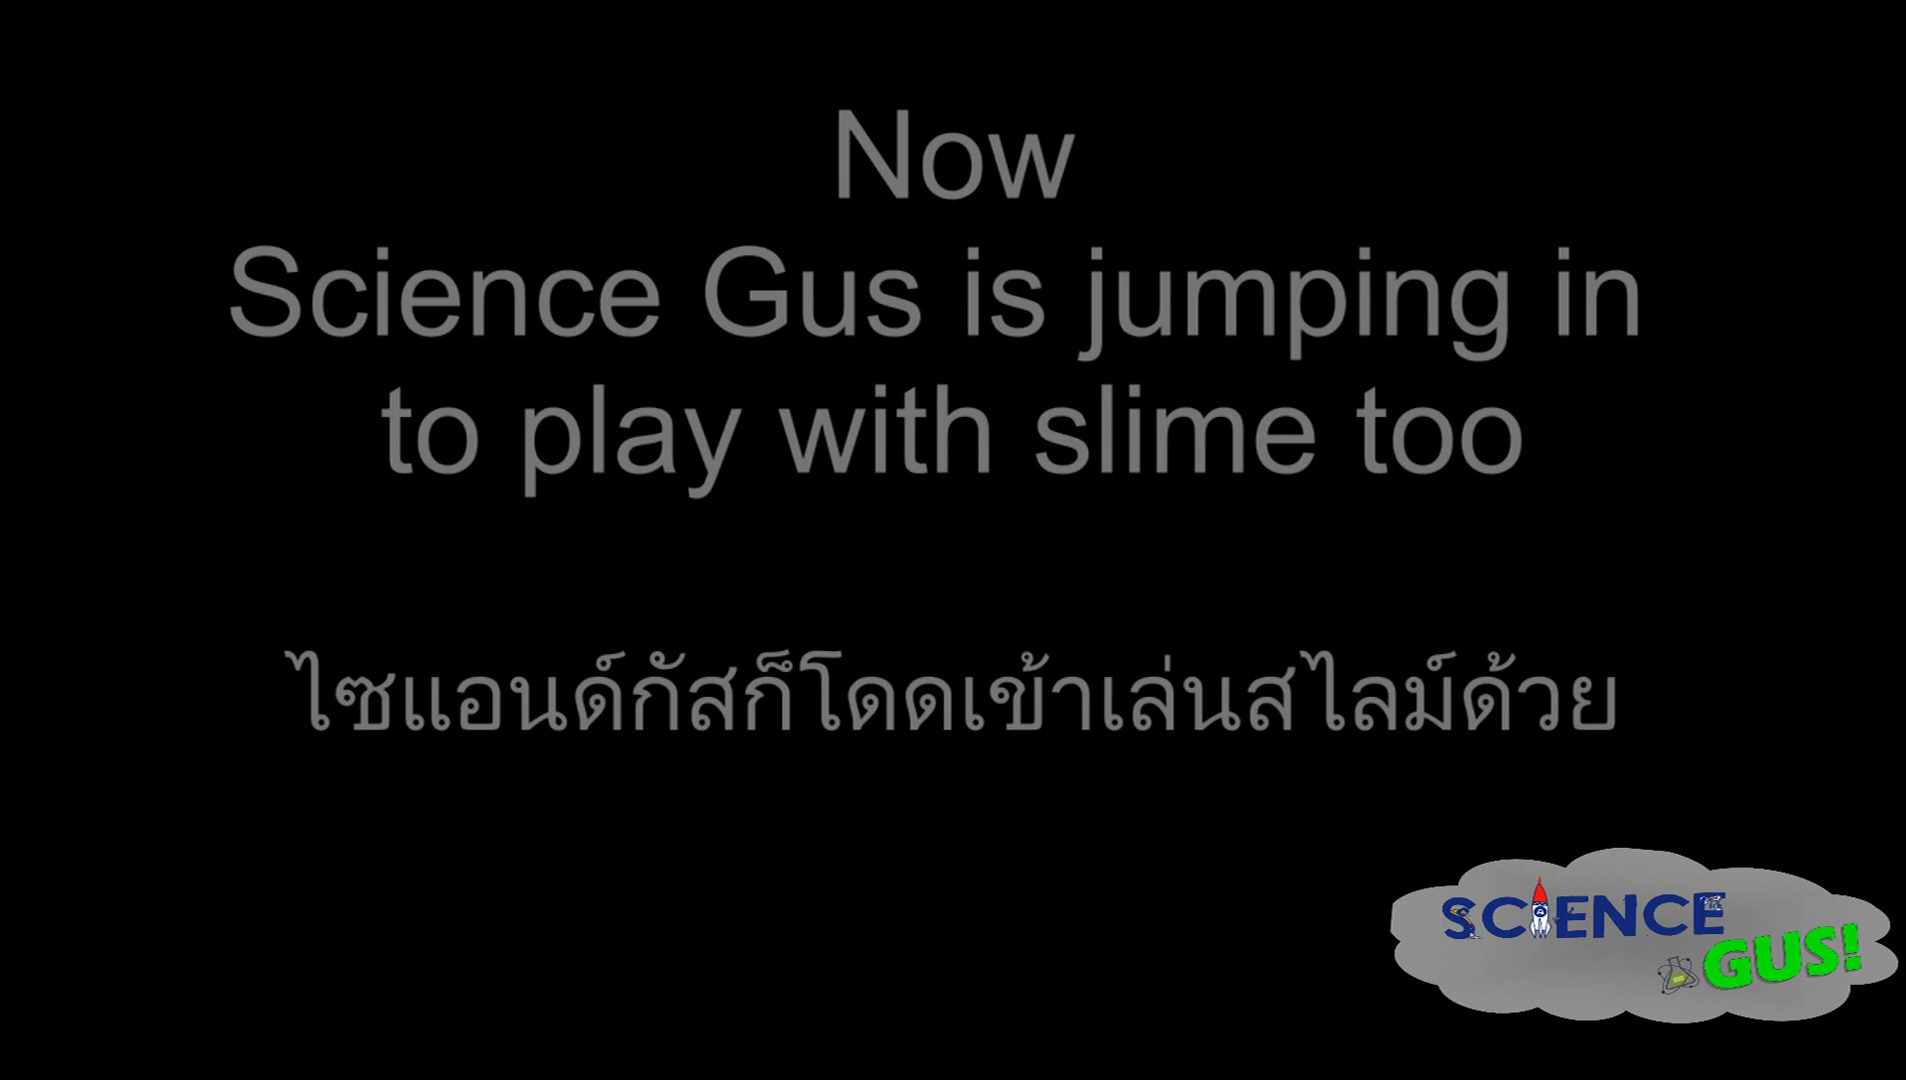 Now
Science Gus is jumping in
to play with slime too
ไซแอนด์กัสก็โดดเข้าเล่นสไลม์ด้วย
SCIENCE
GUS!